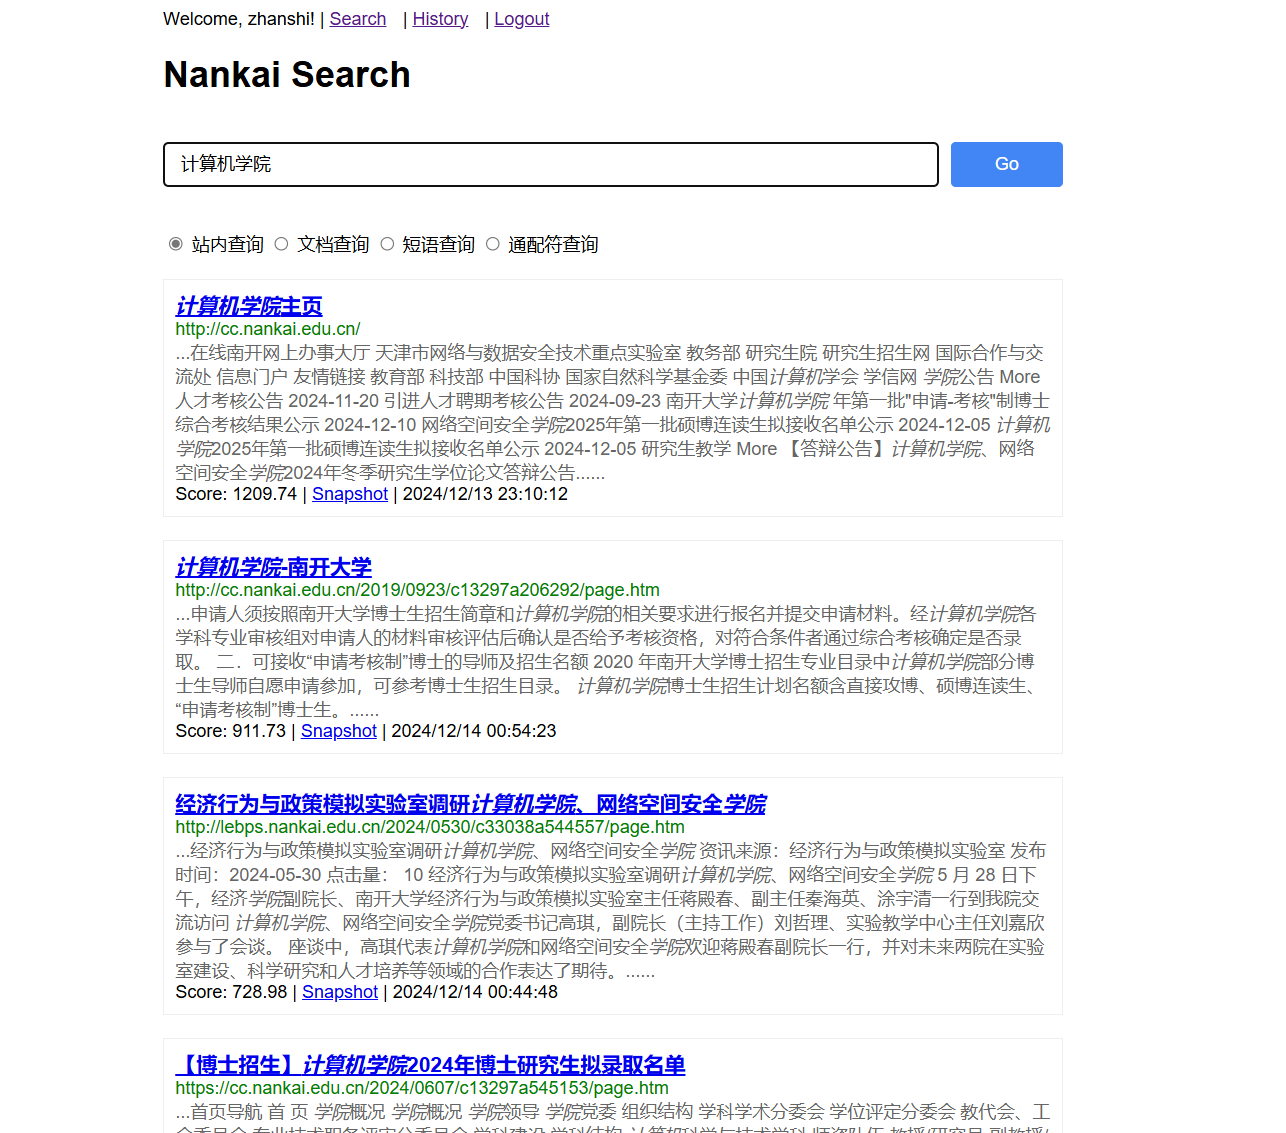 Welcome, zhanshi! | Search | History | Logout
Nankai Search
计算机学院
Go
站内查询 文档查询 短语查询 通配符查询
计算机学院主页
http://cc.nankai.edu.cn/
...在线南开网上办事大厅 天津市网络与数据安全技术重点实验室 教务部 研究生院 研究生招生网 国际合作与交
流处 信息门户 友情链接 教育部 科技部 中国科协 国家自然科学基金委 中国计算机学会 学信网 学院公告 More
人才考核公告 2024-11-20 引进人才聘期考核公告 2024-09-23 南开大学计算机学院 年第一批"申请-考核"制博士
综合考核结果公示 2024-12-10 网络空间安全学院2025年第一批硕博连读生拟接收名单公示 2024-12-05 计算机
学院2025年第一批硕博连读生拟接收名单公示 2024-12-05 研究生教学 More 【答辩公告】计算机学院、网络
空间安全学院2024年冬季研究生学位论文答辩公告......
Score: 1209.74 | Snapshot | 2024/12/13 23:10:12
计算机学院-南开大学
http://cc.nankai.edu.cn/2019/0923/c13297a206292/page.htm
...申请人须按照南开大学博士生招生简章和计算机学院的相关要求进行报名并提交申请材料。经计算机学院各
学科专业审核组对申请人的材料审核评估后确认是否给予考核资格，对符合条件者通过综合考核确定是否录
取。 二．可接收“申请考核制”博士的导师及招生名额 2020 年南开大学博士招生专业目录中计算机学院部分博
士生导师自愿申请参加，可参考博士生招生目录。 计算机学院博士生招生计划名额含直接攻博、硕博连读生、
“申请考核制”博士生。......
Score: 911.73 | Snapshot | 2024/12/14 00:54:23
经济行为与政策模拟实验室调研计算机学院、网络空间安全学院
http://lebps.nankai.edu.cn/2024/0530/c33038a544557/page.htm
...经济行为与政策模拟实验室调研计算机学院、网络空间安全学院 资讯来源：经济行为与政策模拟实验室 发布
时间：2024-05-30 点击量： 10 经济行为与政策模拟实验室调研计算机学院、网络空间安全学院 5 月 28 日下
午，经济学院副院长、南开大学经济行为与政策模拟实验室主任蒋殿春、副主任秦海英、涂宇清一行到我院交
流访问 计算机学院、网络空间安全学院党委书记高琪，副院长（主持工作）刘哲理、实验教学中心主任刘嘉欣
参与了会谈。 座谈中，高琪代表计算机学院和网络空间安全学院欢迎蒋殿春副院长一行，并对未来两院在实验
室建设、科学研究和人才培养等领域的合作表达了期待。......
Score: 728.98 | Snapshot | 2024/12/14 00:44:48
【博士招生】计算机学院2024年博士研究生拟录取名单
https://cc.nankai.edu.cn/2024/0607/c13297a545153/page.htm
...首页导航 首 页 学院概况 学院概况 学院领导 学院党委 组织结构 学科学术分委会 学位评定分委会 教代会、工